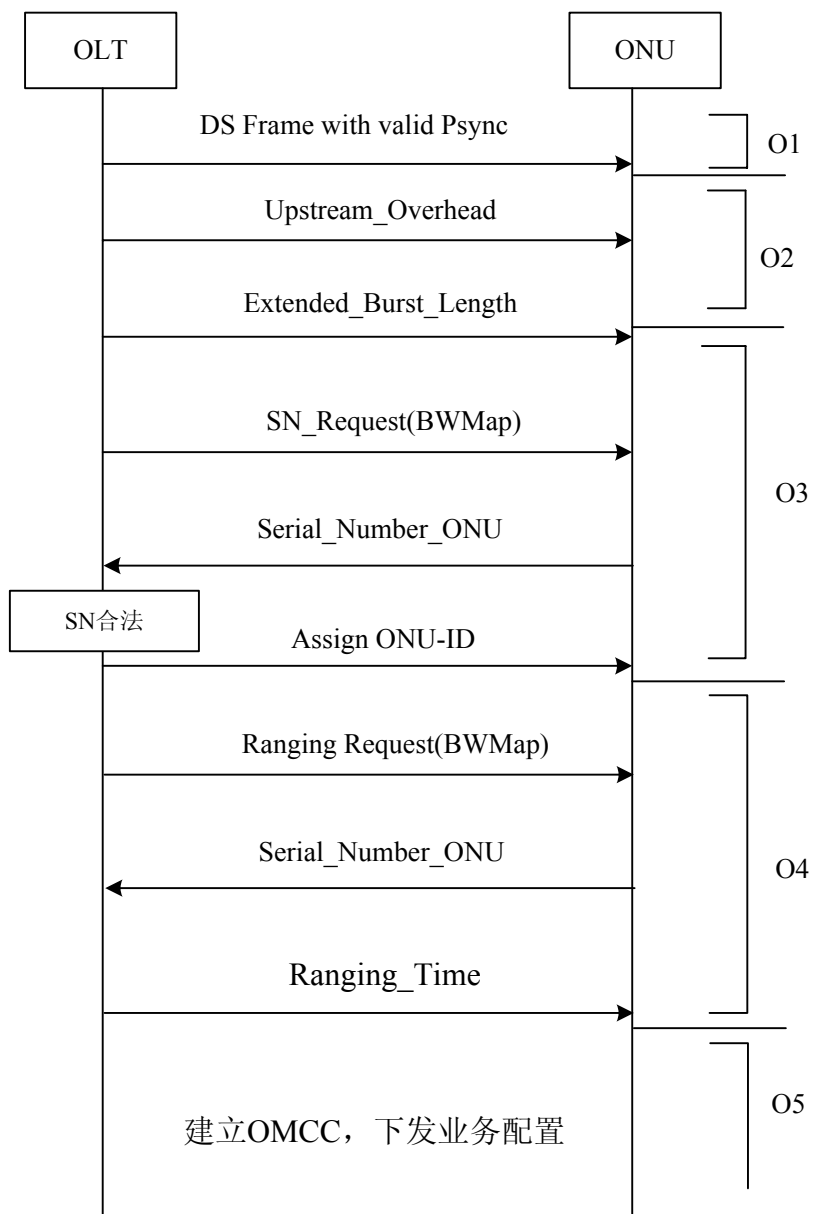 OLT
ONU
DS Frame with valid Psync
O1
Upstream_Overhead
O2
Extended_Burst_Length
SN_Request(BWMap)
O3
Serial_Number_ONU
SN合法
Assign ONU-ID
Ranging Request(BWMap)
Serial_Number_ONU
O4
Ranging_Time
O5
建立OMCC，下发业务配置